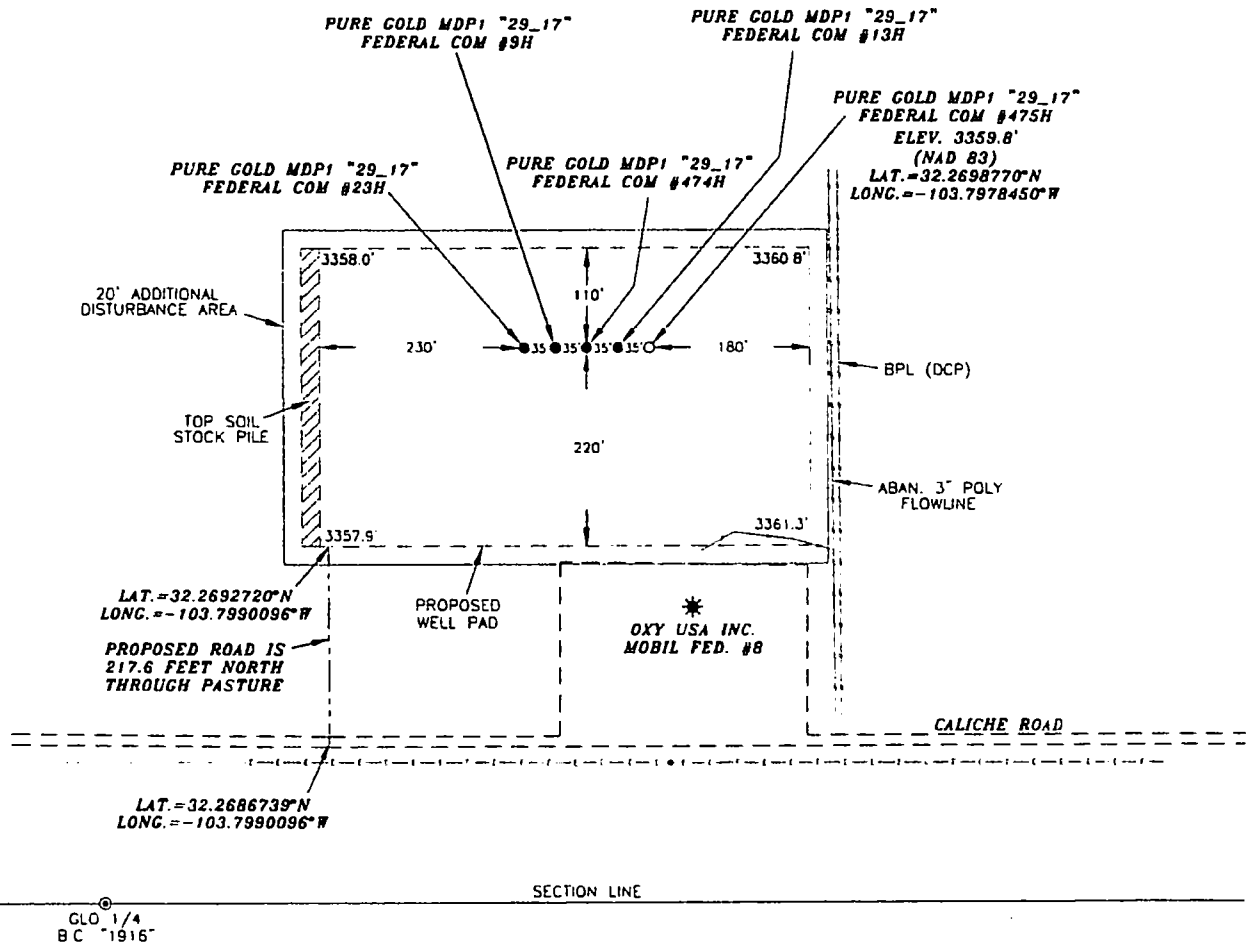 PURE GOLD MDP1 "29_17"
FEDERAL COM #9H
PURE GOLD MDP1 "29_17"
FEDERAL COM #13H
PURE GOLD MDP1 "29_17"
FEDERAL COM #475H
ELEV. 3359.8'
(NAD 83)
LAT.=32.2698770°N
LONG.=-103.7978450°W
PURE GOLD MDP1 "29_17"
FEDERAL COM #23H
PURE GOLD MDP1 "29_17"
FEDERAL COM #474H
3358.0'
3360.8'
20' ADDITIONAL
DISTURBANCE AREA
110'
230'
35'
35'
35'
35'
180'
BPL (DCP)
TOP SOIL
STOCK PILE
220'
ABAN. 3" POLY
FLOWLINE
3357.9'
3361.3'
LAT.=32.2692720°N
LONG.=-103.7990096°W
PROPOSED
WELL PAD
OXY USA INC.
MOBIL FED. #8
PROPOSED ROAD IS
217.6 FEET NORTH
THROUGH PASTURE
CALICHE ROAD
LAT.=32.2686739°N
LONG.=-103.7990096°W
SECTION LINE
GLO 1/4
BC "1916"